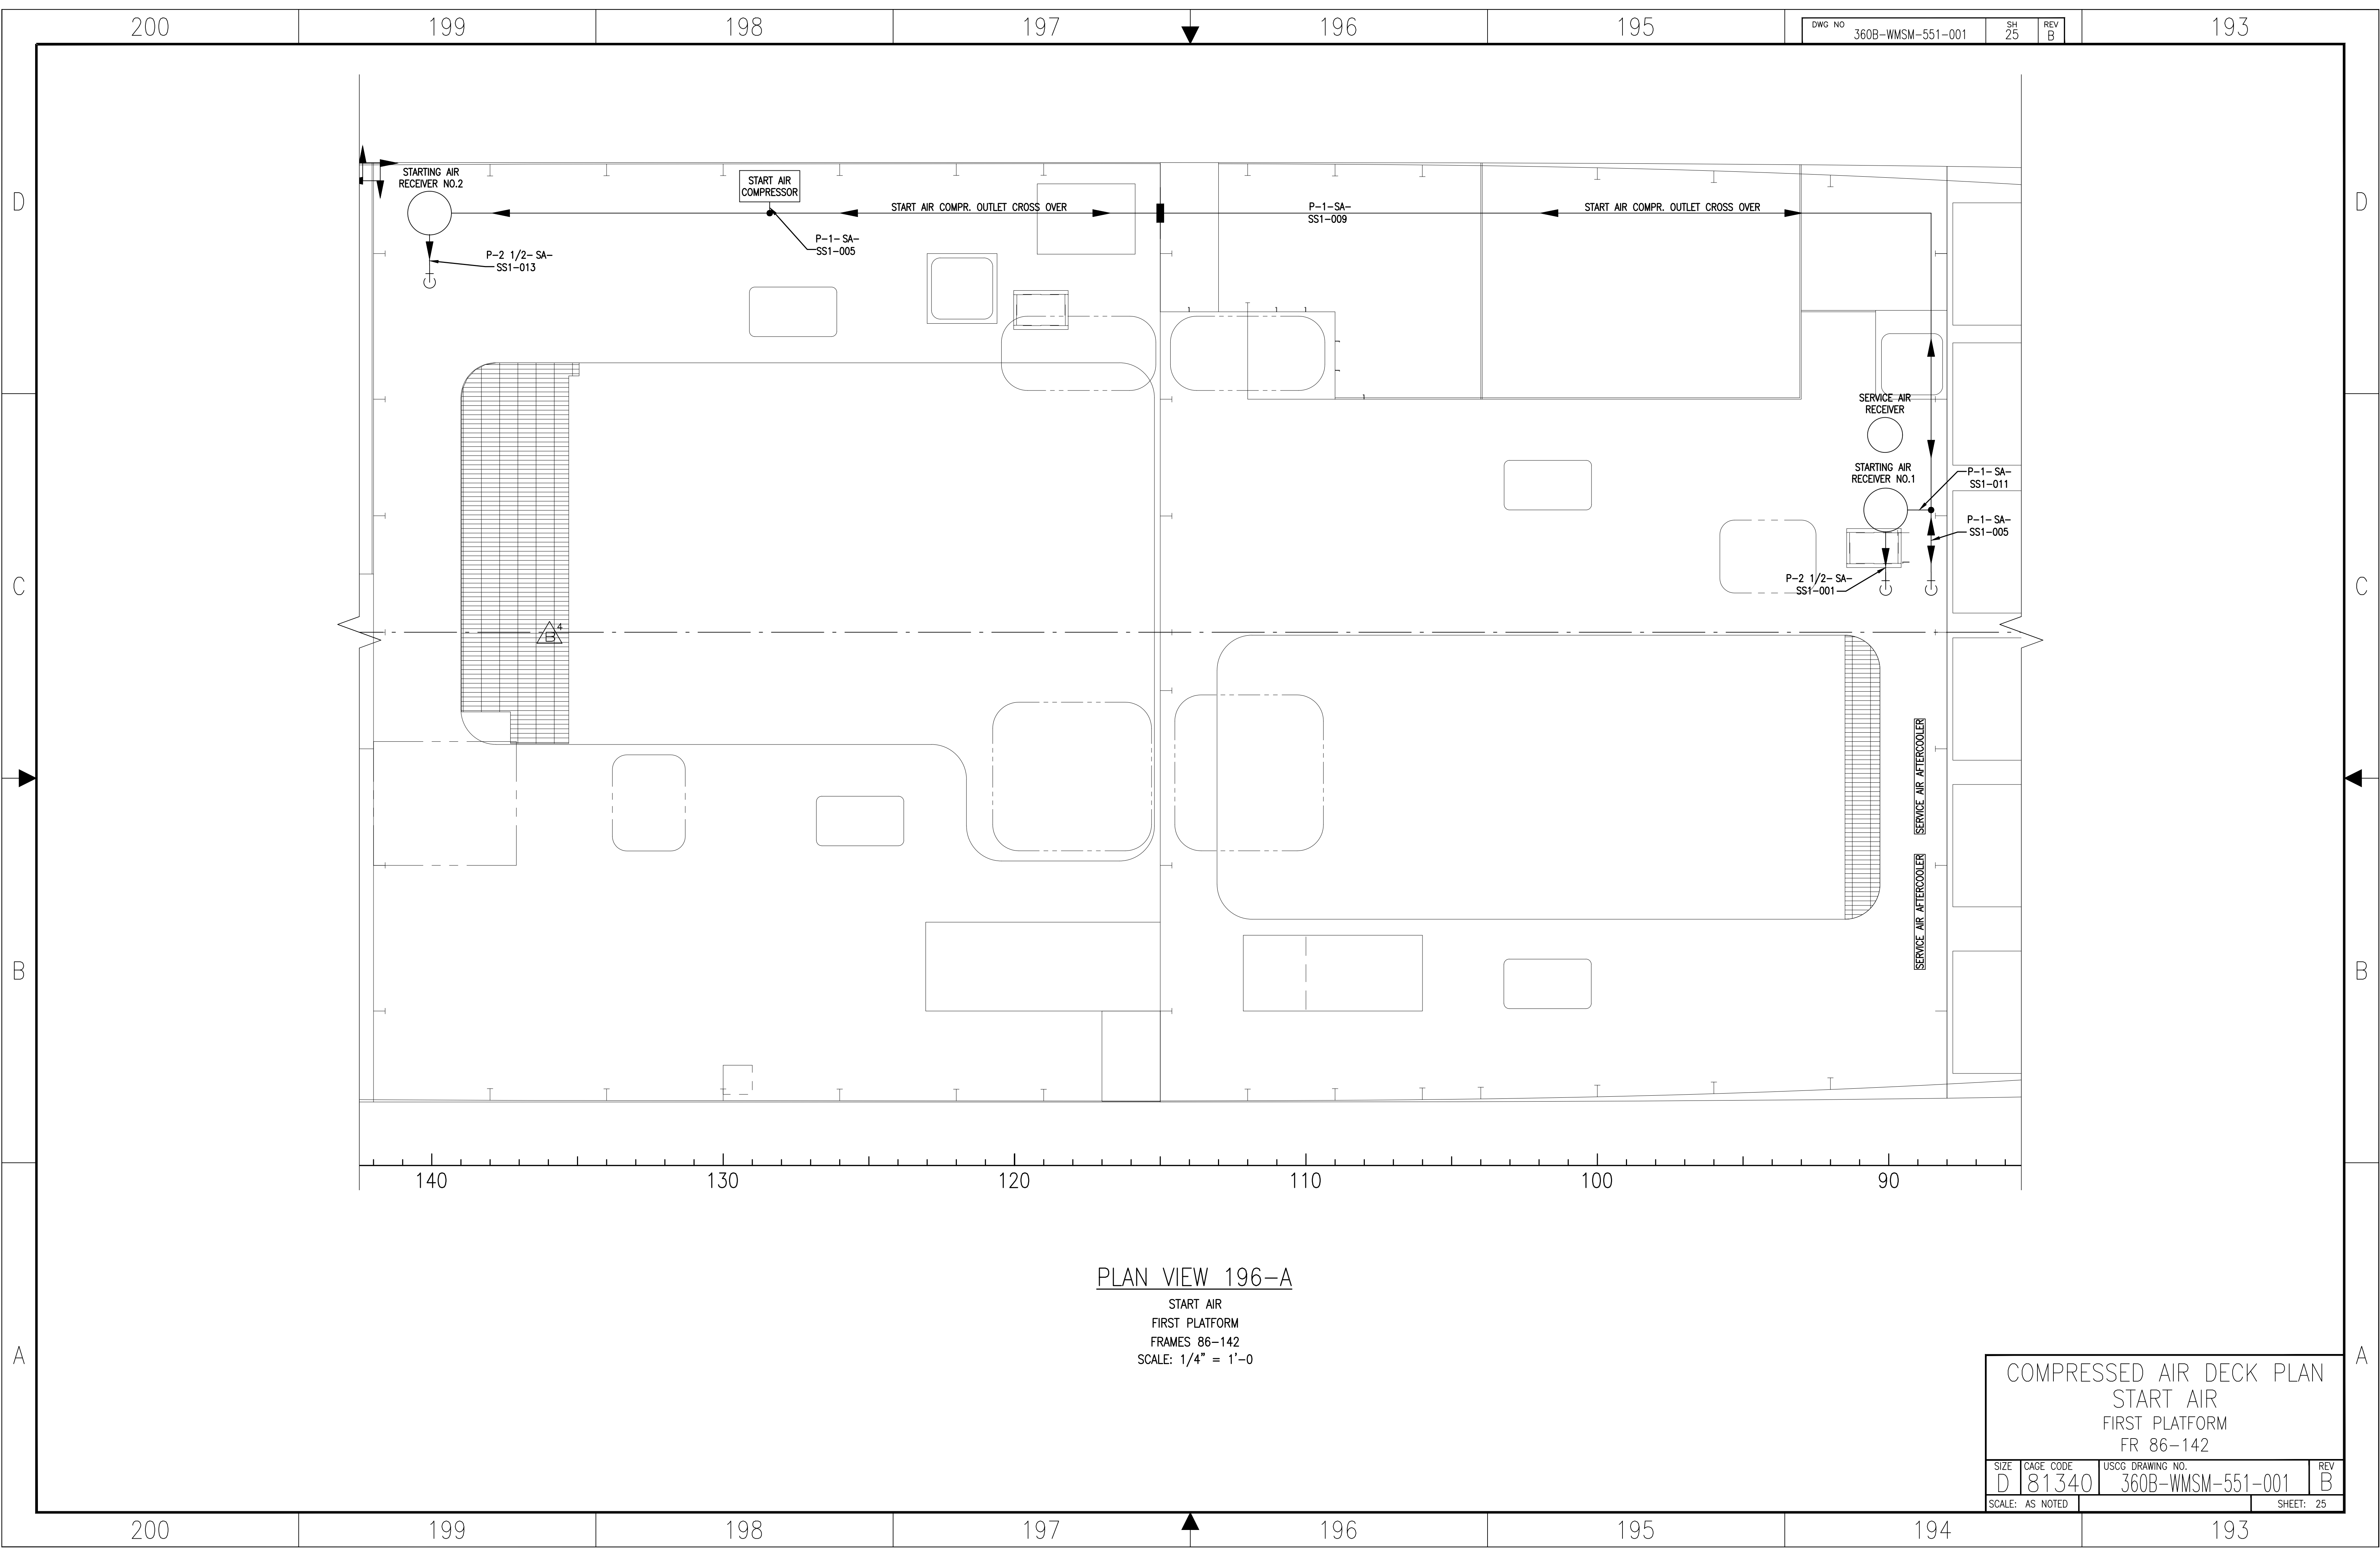 200
199
198
197
196
195
193
DWG NO
360B-WMSM-551-001
SH
25
REV
B
D
D
STARTING AIR
RECEIVER NO.2
START AIR
COMPRESSOR
START AIR COMPR. OUTLET CROSS OVER
P-1-SA-
SS1-009
START AIR COMPR. OUTLET CROSS OVER
P-1-SA-
SS1-005
P-2 1/2-SA-
SS1-013
SERVICE AIR
RECEIVER
STARTING AIR
RECEIVER NO.1
P-1-SA-
SS1-011
P-1-SA-
SS1-005
P-2 1/2-SA-
SS1-001
C
C
B
4
SERVICE AIR AFTERCOOLER
SERVICE AIR AFTERCOOLER
B
B
140
130
120
110
100
90
PLAN VIEW 196-A
START AIR
FIRST PLATFORM
FRAMES 86-142
SCALE: 1/4" = 1'-0
A
A
COMPRESSED AIR DECK PLAN
START AIR
FIRST PLATFORM
FR 86-142
SIZE
D
CAGE CODE
81340
USCG DRAWING NO.
360B-WMSM-551-001
REV
B
SCALE: AS NOTED
SHEET: 25
200
199
198
197
196
195
194
193